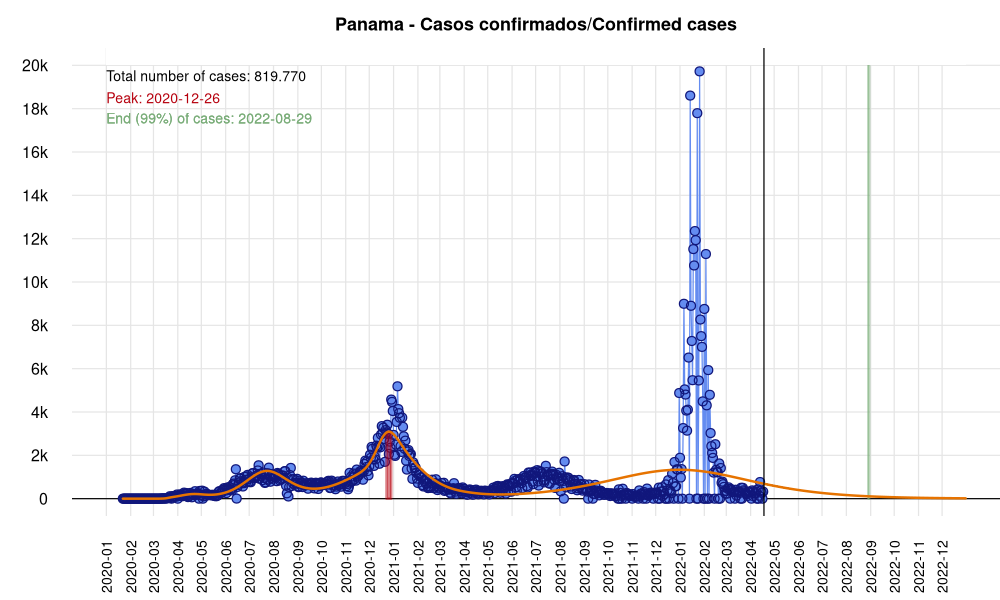 Panama - Casos confirmados/Confirmed cases
20k
Total number of cases: 819.770
Peak: 2020-12-26
18k
End (99%) of cases: 2022-08-29
16k
14k
12k
10k
8k
6k
4k
2k
0
2020-01
2020-02
2020-03
2020-04
2020-05
2020-06
2020-07
2020-08
2020-09
2020-10
2020-11
2020-12
2021-01
2021-02
2021-03
2021-04
2021-05
2021-06
2021-07
2021-08
2021-09
2021-10
2021-11
2021-12
2022-01
2022-02
2022-03
2022-04
2022-05
2022-06
2022-07
2022-08
2022-09
2022-10
2022-11
2022-12